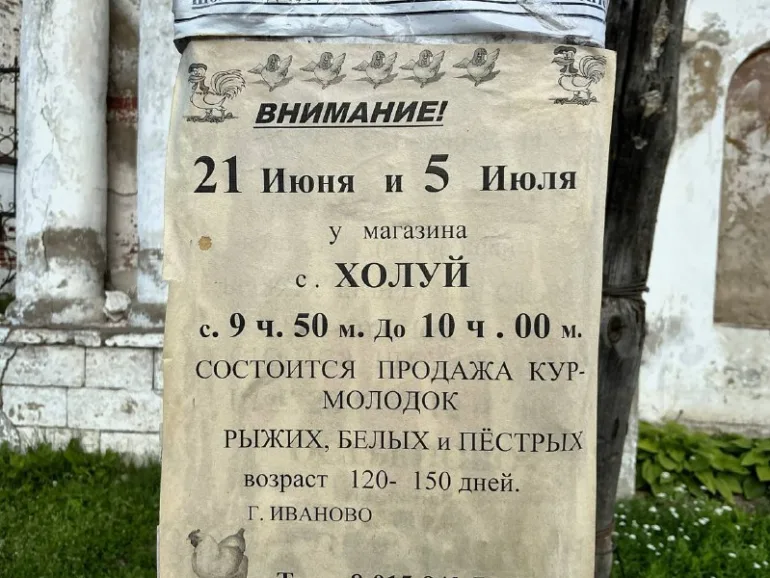 ВНИМАНИЕ!
21 Июня и 5 Июля
у магазина
с. ХОЛУЙ
с. 9 ч. 50 м. До 10 ч . 00 м.
СОСТОИТСЯ ПРОДАЖА КУР-
МОЛОДОК
РЫЖИХ, БЕЛЫХ и ПЁСТРЫХ
возраст 120- 150 дней.
Г. ИВАНОВО